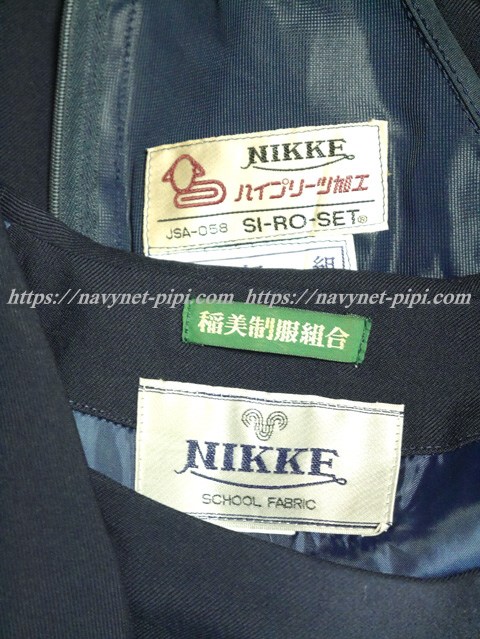 NIKKE
ハイプリーツ加工
JSA-058 SI-RO-SET®
組
https://navynet-pipi.com https://navynet-pipi.com
稲美制服組合
NIKKE
SCHOOL FABRIC